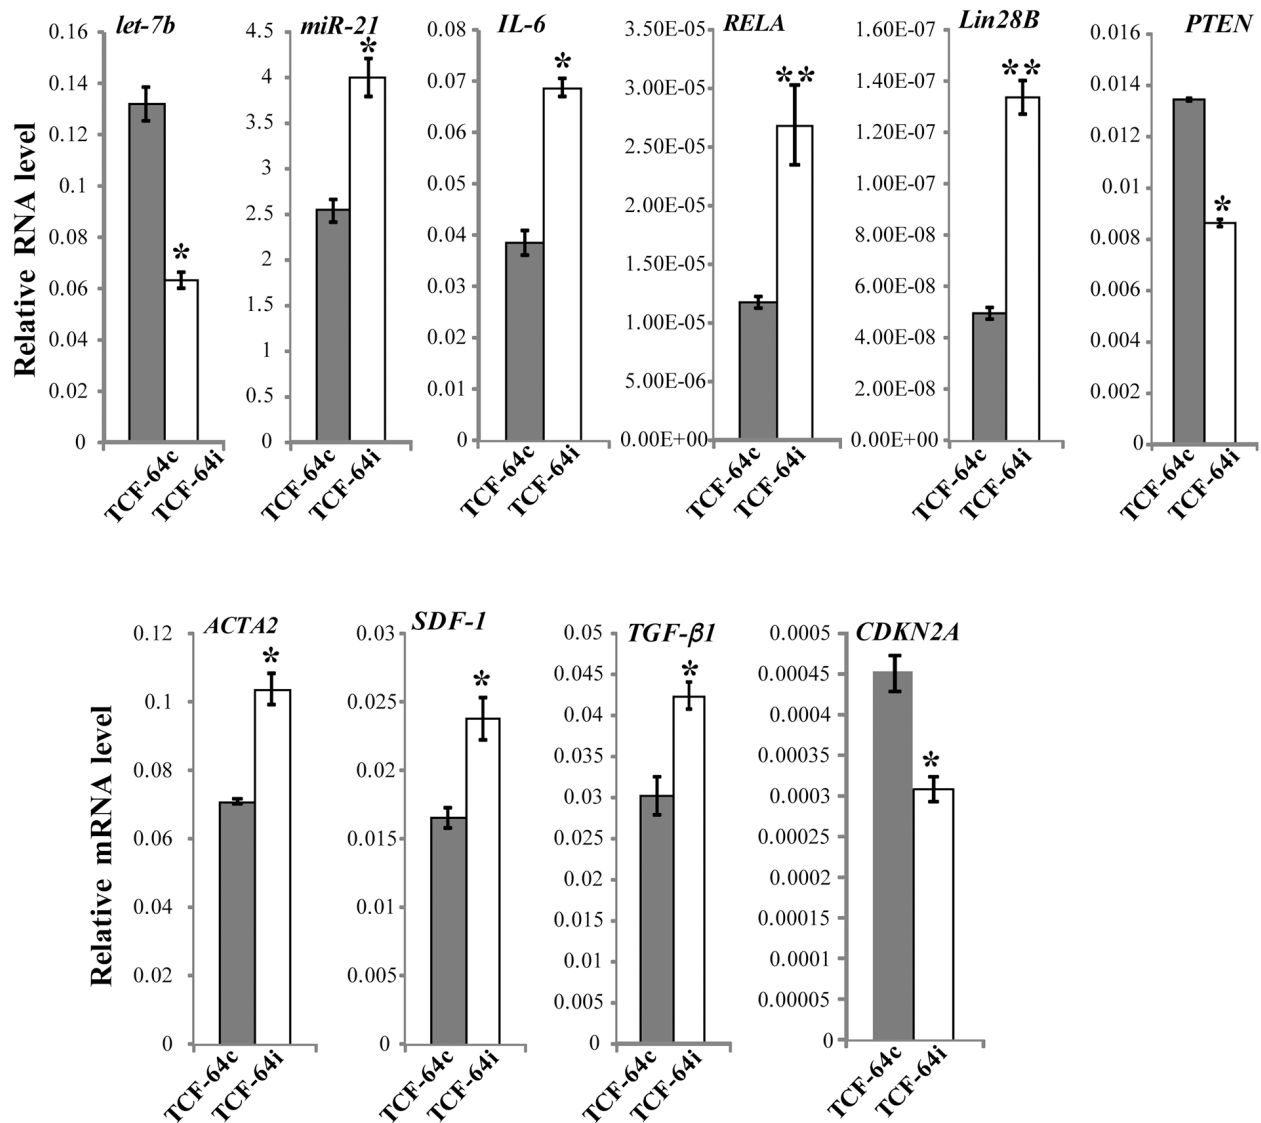 let-7b miR-21 IL-6 RELA Lin28B PTEN
Relative RNA level
0.16
0.14
0.12
0.1
0.08
0.06
0.04
0.02
0
*
TCF-64c
TCF-64i
4.5
4
3.5
3
2.5
2
1.5
1
0.5
0
*
TCF-64c
TCF-64i
0.08
0.07
0.06
0.05
0.04
0.03
0.02
0.01
0
*
TCF-64c
TCF-64i
3.50E-05
3.00E-05
2.50E-05
2.00E-05
1.50E-05
1.00E-05
5.00E-06
0.00E+00
**
TCF-64c
TCF-64i
1.60E-07
1.40E-07
1.20E-07
1.00E-07
8.00E-08
6.00E-08
4.00E-08
2.00E-08
0.00E+00
**
TCF-64c
TCF-64i
0.016
0.014
0.012
0.01
0.008
0.006
0.004
0.002
0
*
TCF-64c
TCF-64i
ACTA2 SDF-1 TGF-β1 CDKN2A
Relative mRNA level
0.12
0.1
0.08
0.06
0.04
0.02
0
*
TCF-64c
TCF-64i
0.03
0.025
0.02
0.015
0.01
0.005
0
*
TCF-64c
TCF-64i
0.05
0.045
0.04
0.035
0.03
0.025
0.02
0.015
0.01
0.005
0
*
TCF-64c
TCF-64i
0.0005
0.00045
0.0004
0.00035
0.0003
0.00025
0.0002
0.00015
0.0001
0.00005
0
*
TCF-64c
TCF-64i